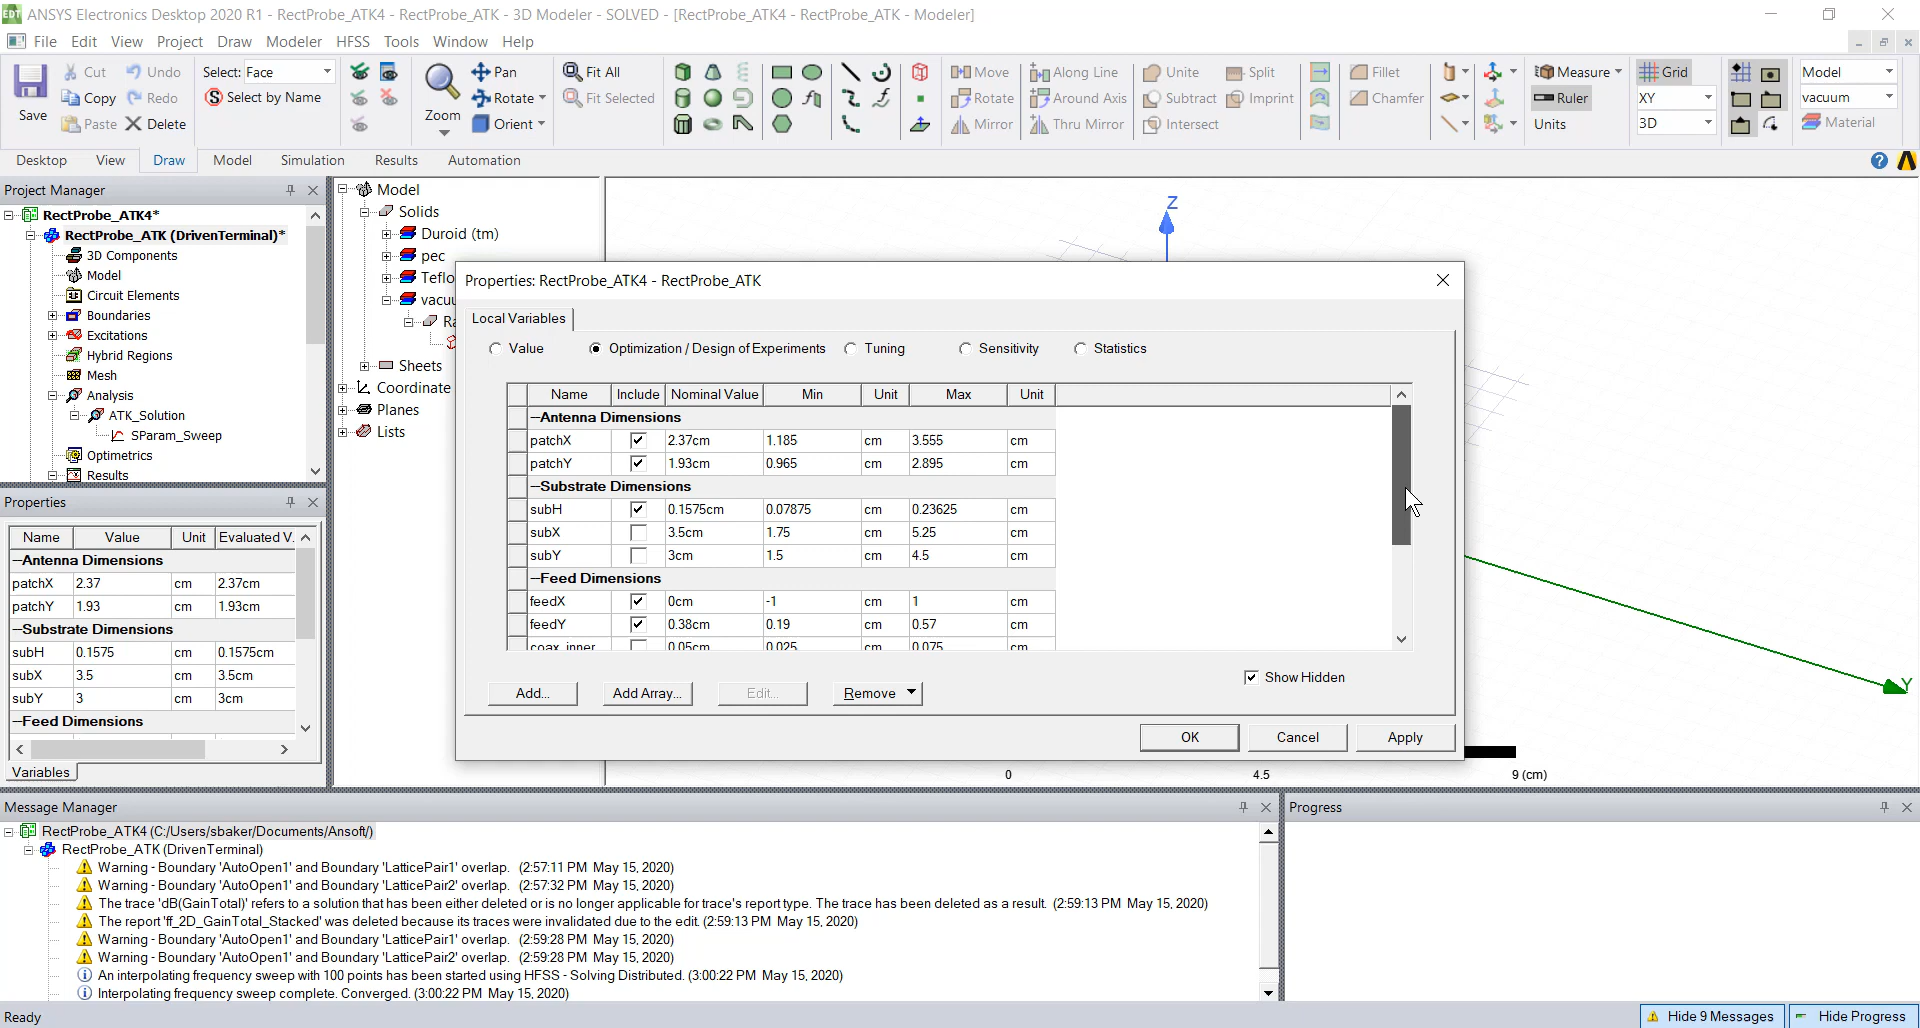 ANSYS Electronics Desktop 2020 R1 - RectProbe_ATK4 - RectProbe_ATK - 3D Modeler - SOLVED - [RectProbe_ATK4 - RectProbe_ATK - Modeler]
File Edit View Project Draw Modeler HFSS Tools Window Help
Save
Cut Undo
Copy Redo
Paste Delete
Select: Face
Select by Name
Zoom
Pan
Rotate
Orient
Fit All
Fit Selected
Move
Rotate
Mirror
Along Line
Around Axis
Thru Mirror
Unite Split
Subtract Imprint
Intersect
Fillet
Chamfer
Measure
Ruler
Units
Grid
XY
3D
Model
vacuum
Material
Desktop View Draw Model Simulation Results Automation
Project Manager
RectProbe_ATK4*
RectProbe_ATK (DrivenTerminal)*
3D Components
Model
Circuit Elements
Boundaries
Excitations
Hybrid Regions
Mesh
Analysis
ATK_Solution
SParam_Sweep
Optimetrics
Results
Properties
Name Value Unit Evaluated V.
Antenna Dimensions
patchX 2.37 cm 2.37cm
patchY 1.93 cm 1.93cm
Substrate Dimensions
subH 0.1575 cm 0.1575cm
subX 3.5 cm 3.5cm
subY 3 cm 3cm
Feed Dimensions
Variables
Model
Solids
Duroid (tm)
pec
Teflo
vacuu
Ra
Sheets
Coordinate
Planes
Lists
Z
Y
0 4.5 9 (cm)
Properties: RectProbe_ATK4 - RectProbe_ATK
Local Variables
Value Optimization / Design of Experiments Tuning Sensitivity Statistics
Name Include Nominal Value Min Unit Max Unit
Antenna Dimensions
patchX 2.37cm 1.185 cm 3.555 cm
patchY 1.93cm 0.965 cm 2.895 cm
Substrate Dimensions
subH 0.1575cm 0.07875 cm 0.23625 cm
subX 3.5cm 1.75 cm 5.25 cm
subY 3cm 1.5 cm 4.5 cm
Feed Dimensions
feedX 0cm -1 cm 1 cm
feedY 0.38cm 0.19 cm 0.57 cm
coax_inner 0.05cm 0.025 cm 0.075 cm
Show Hidden
Add... Add Array... Edit... Remove
OK Cancel Apply
Message Manager
RectProbe_ATK4 (C:/Users/sbaker/Documents/Ansoft/)
RectProbe_ATK (DrivenTerminal)
Warning - Boundary 'AutoOpen1' and Boundary 'LatticePair1' overlap. (2:57:11 PM May 15, 2020)
Warning - Boundary 'AutoOpen1' and Boundary 'LatticePair2' overlap. (2:57:32 PM May 15, 2020)
The trace 'dB(GainTotal)' refers to a solution that has been either deleted or is no longer applicable for trace's report type. The trace has been deleted as a result. (2:59:13 PM May 15, 2020)
The report 'ff_2D_GainTotal_Stacked' was deleted because its traces were invalidated due to the edit. (2:59:13 PM May 15, 2020)
Warning - Boundary 'AutoOpen1' and Boundary 'LatticePair1' overlap. (2:59:28 PM May 15, 2020)
Warning - Boundary 'AutoOpen1' and Boundary 'LatticePair2' overlap. (2:59:28 PM May 15, 2020)
An interpolating frequency sweep with 100 points has been started using HFSS - Solving Distributed. (3:00:22 PM May 15, 2020)
Interpolating frequency sweep complete. Converged. (3:00:22 PM May 15, 2020)
Progress
Ready
Hide 9 Messages Hide Progress